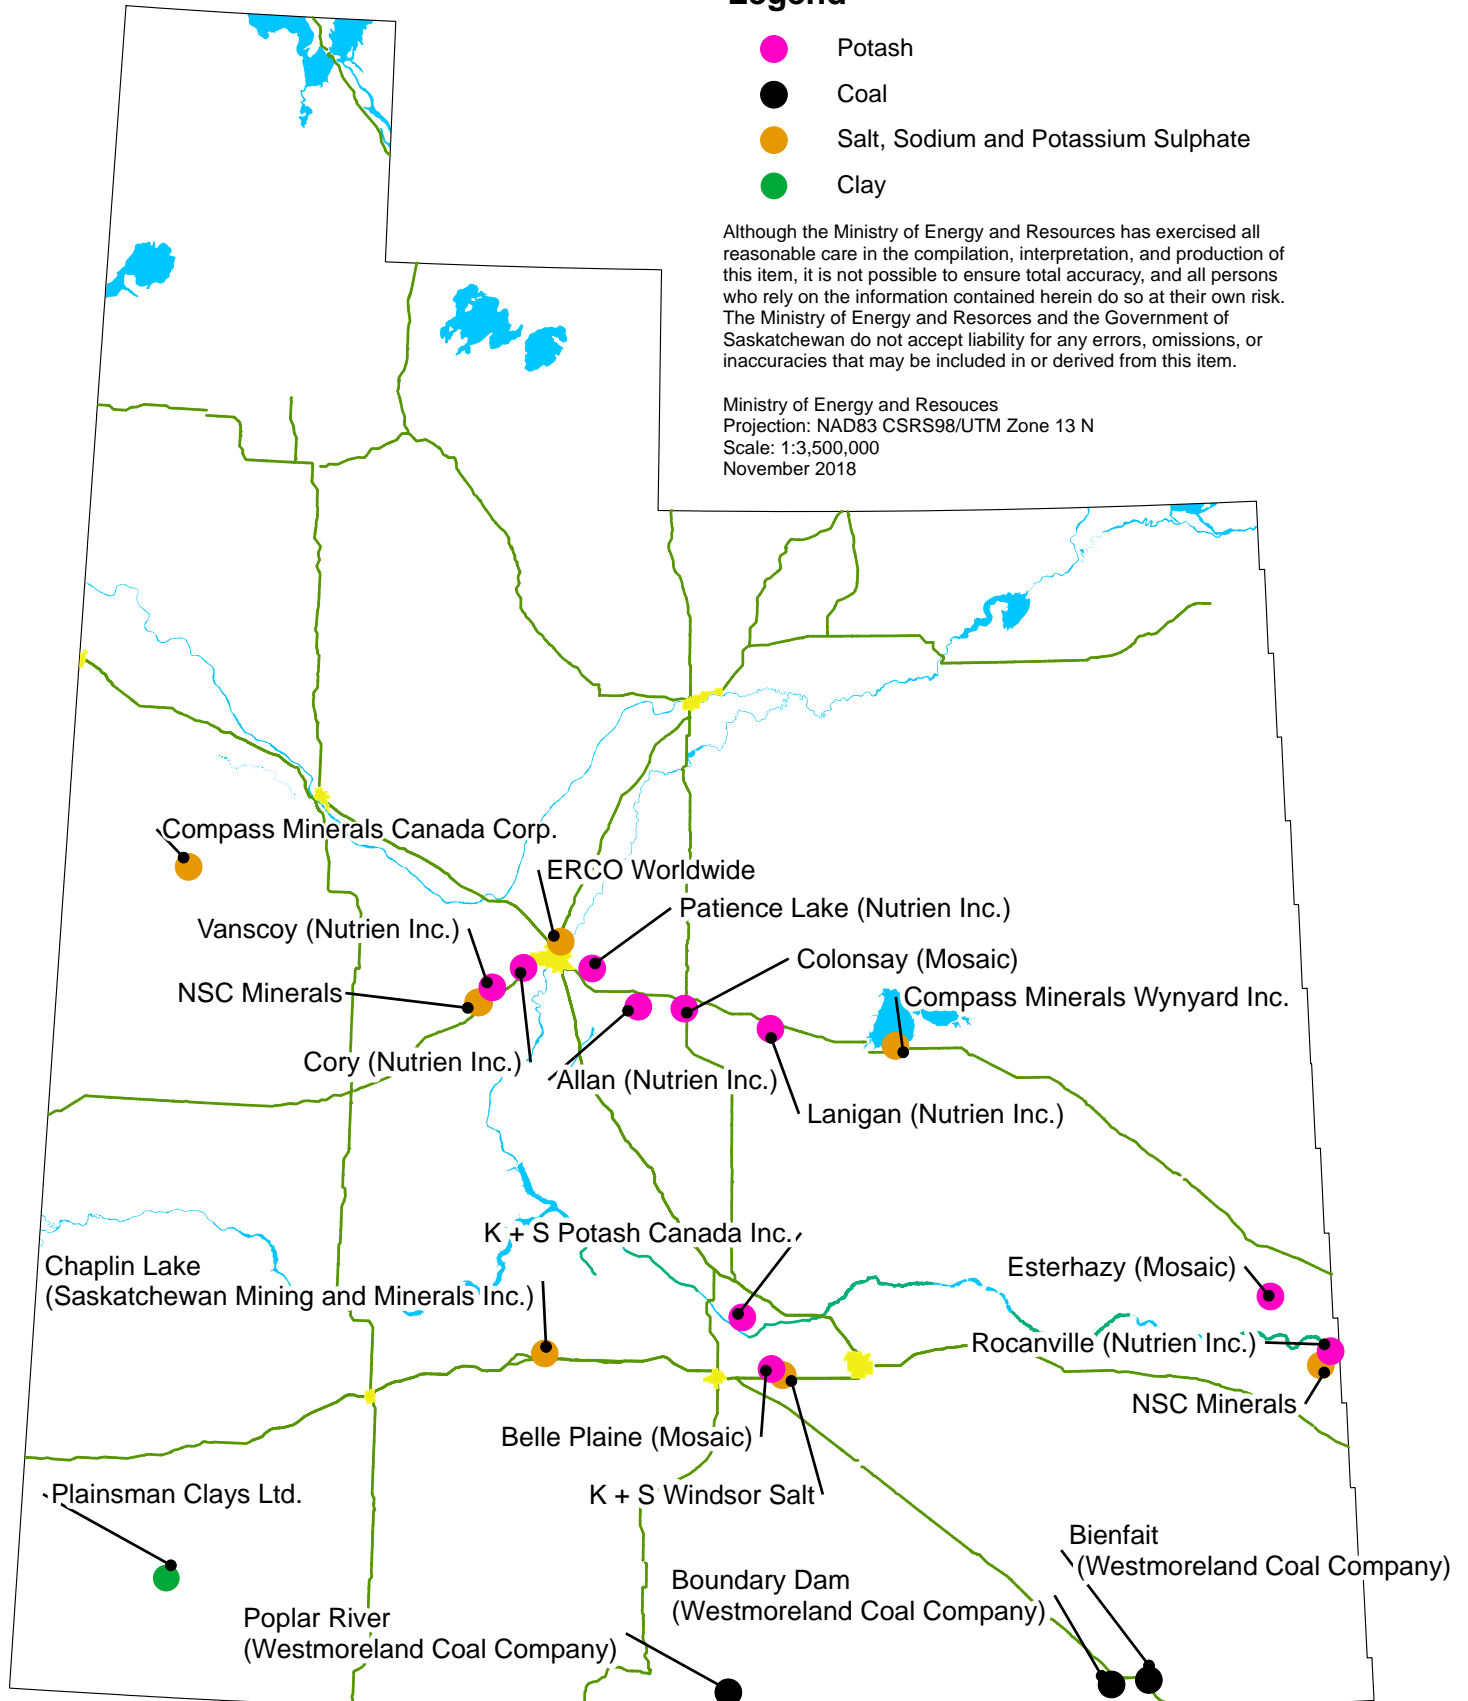 Legend
Potash
Coal
Salt, Sodium and Potassium Sulphate
Clay
Although the Ministry of Energy and Resources has exercised all
reasonable care in the compilation, interpretation, and production of
this item, it is not possible to ensure total accuracy, and all persons
who rely on the information contained herein do so at their own risk.
The Ministry of Energy and Resorces and the Government of
Saskatchewan do not accept liability for any errors, omissions, or
inaccuracies that may be included in or derived from this item.
Ministry of Energy and Resouces
Projection: NAD83 CSRS98/UTM Zone 13 N
Scale: 1:3,500,000
November 2018
Compass Minerals Canada Corp.
ERCO Worldwide
Patience Lake (Nutrien Inc.)
Vanscoy (Nutrien Inc.)
Colonsay (Mosaic)
NSC Minerals
Compass Minerals Wynyard Inc.
Cory (Nutrien Inc.)
Allan (Nutrien Inc.)
Lanigan (Nutrien Inc.)
K + S Potash Canada Inc.
Chaplin Lake
(Saskatchewan Mining and Minerals Inc.)
Esterhazy (Mosaic)
Rocanville (Nutrien Inc.)
NSC Minerals
Belle Plaine (Mosaic)
Plainsman Clays Ltd.
K + S Windsor Salt
Bienfait
(Westmoreland Coal Company)
Boundary Dam
(Westmoreland Coal Company)
Poplar River
(Westmoreland Coal Company)